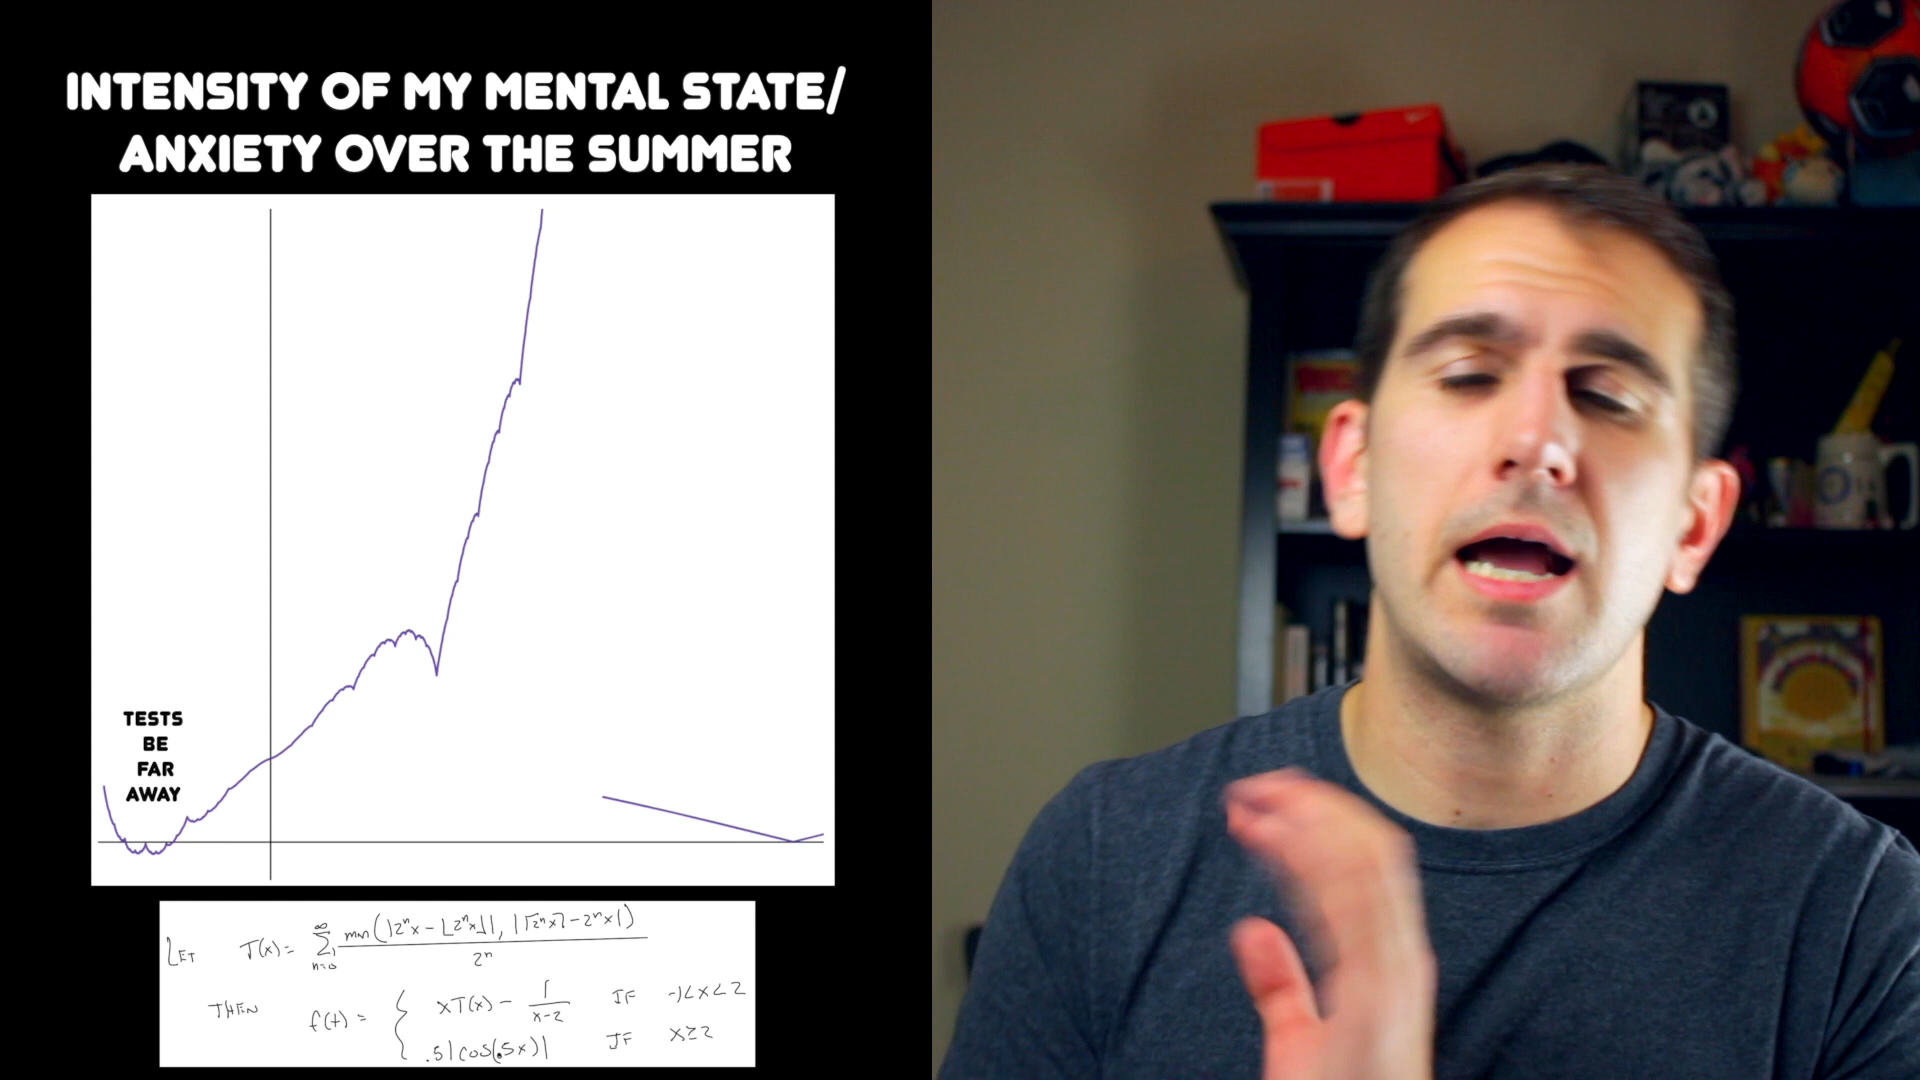 INTENSITY OF MY MENTAL STATE/
ANXIETY OVER THE SUMMER
TESTS
BE
FAR
AWAY
LET T(x) = ∞ Σ n=0 min(|2ⁿx - ⌊2ⁿx⌋|, |⌈2ⁿx⌉ - 2ⁿx|) / 2ⁿ
THEN f(t) = { xT(x) - 1/(x-2) IF -1<x<2
.5|cos(.5x)| IF x≥2